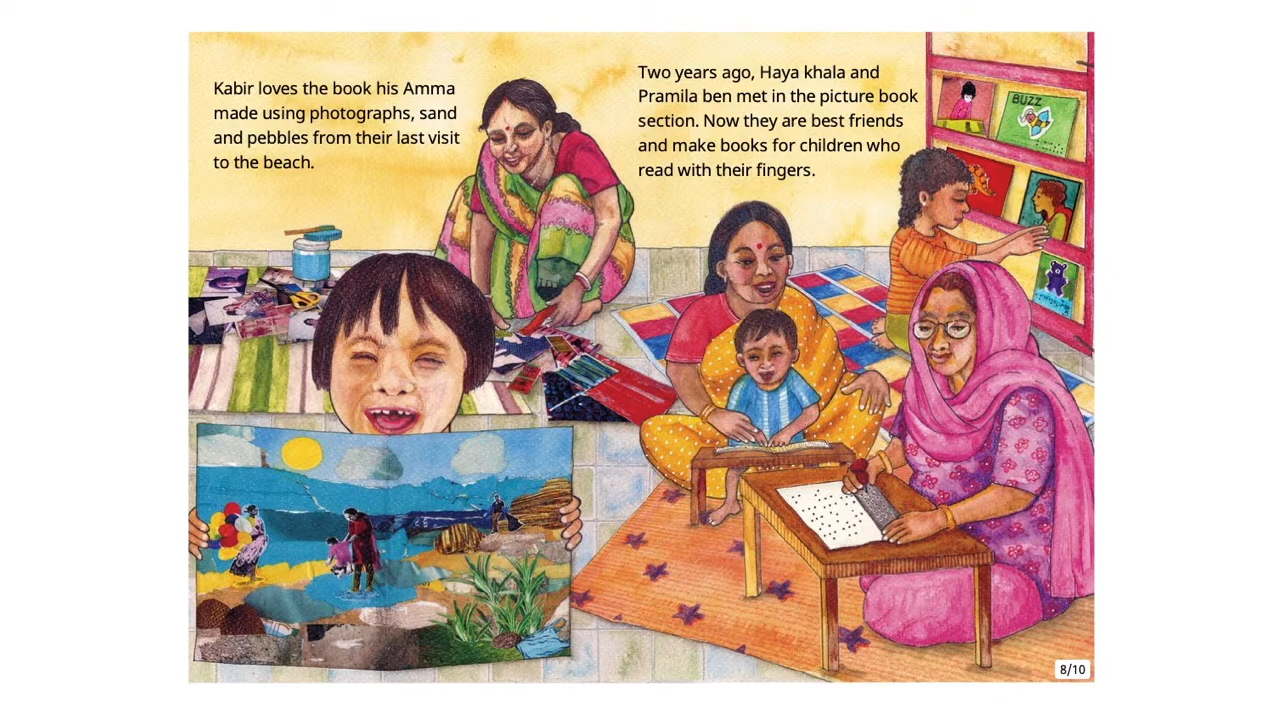 Kabir loves the book his Amma
made using photographs, sand
and pebbles from their last visit
to the beach.
Two years ago, Haya khala and
Pramila ben met in the picture book
section. Now they are best friends
and make books for children who
read with their fingers.
BUZZ
8/10